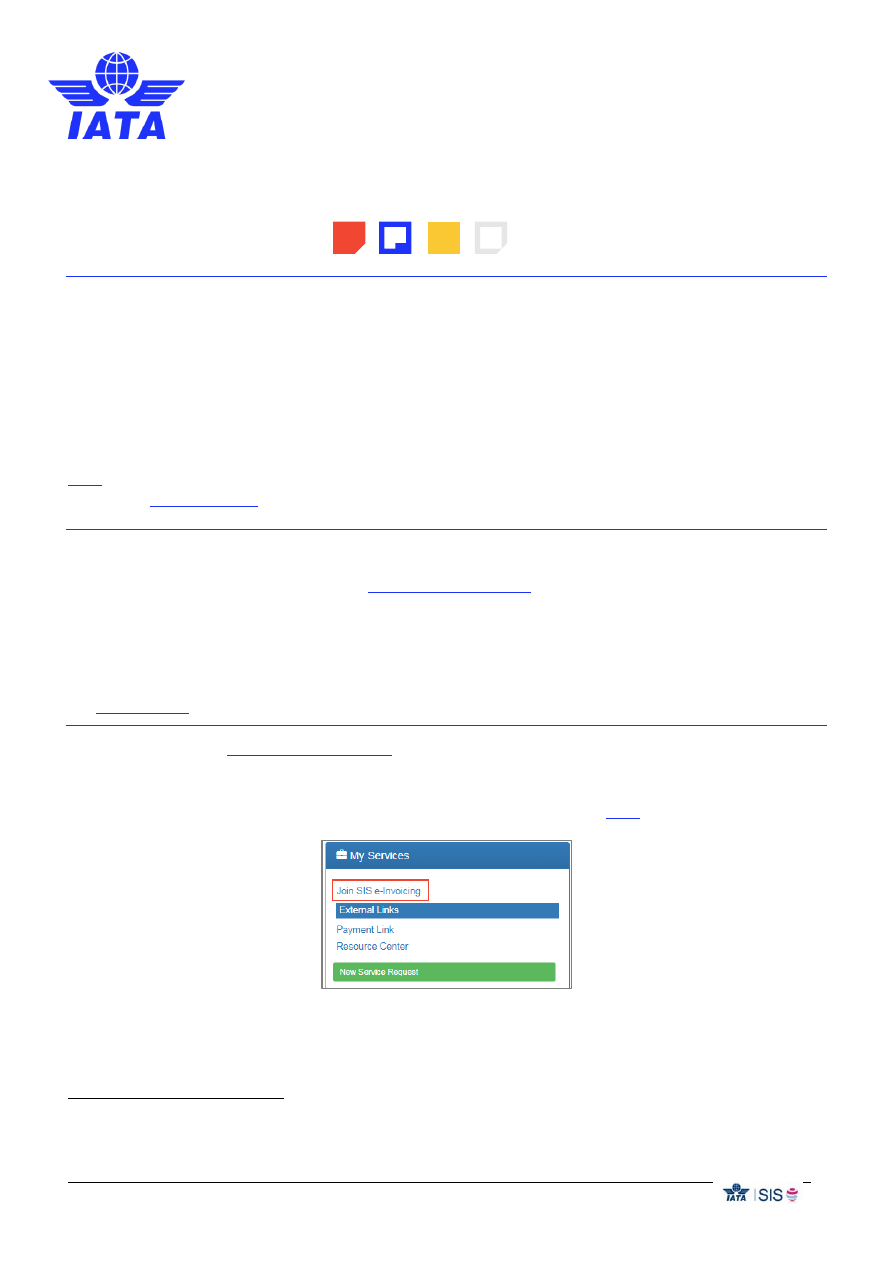 IATA
My Services
Join SIS e-Invoicing
External Links
Payment Link
Resource Center
New Service Request
IATA | SIS